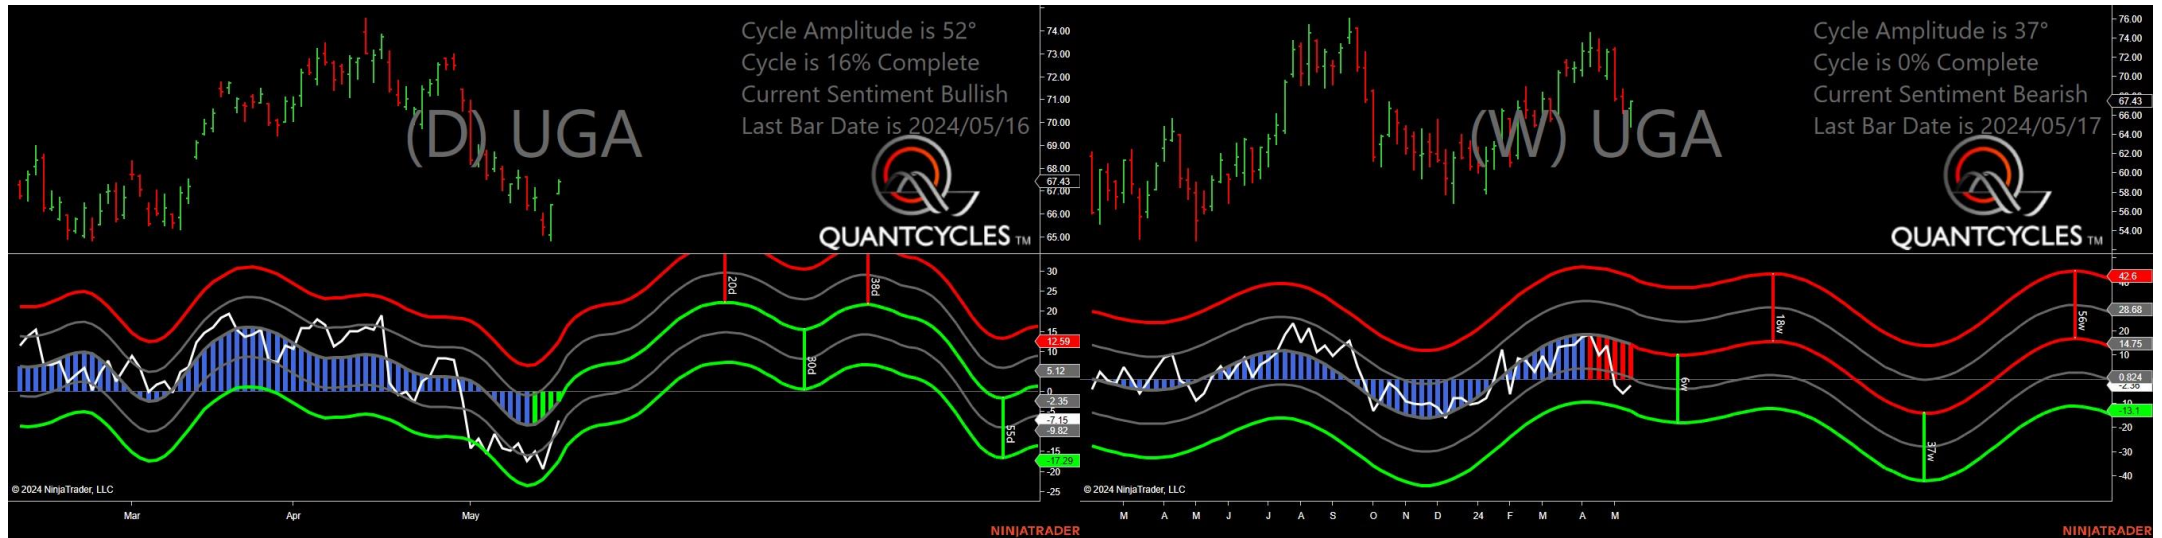 Cycle Amplitude is 52°
Cycle is 16% Complete
Current Sentiment Bullish
Last Bar Date is 2024/05/16
(D) UGA
QUANTCYCLES TM
74.00
73.00
72.00
71.00
70.00
69.00
68.00
67.43
67.00
66.00
65.00
20d
38d
30d
55d
30
25
20
15
12.59
10
5.12
0
-2.35
-5
-7.15
-9.82
-15
-17.29
-20
-25
© 2024 NinjaTrader, LLC
Mar
Apr
May
NINJATRADER
Cycle Amplitude is 37°
Cycle is 0% Complete
Current Sentiment Bearish
Last Bar Date is 2024/05/17
(W) UGA
QUANTCYCLES TM
76.00
74.00
72.00
70.00
67.43
66.00
64.00
62.00
60.00
58.00
56.00
54.00
18w
56w
6w
37w
42.6
40
28.68
20
14.75
10
0.824
-2.36
-10
-13.1
-20
-30
-40
© 2024 NinjaTrader, LLC
M A M J J A S O N D 24 F M A M
NINJATRADER